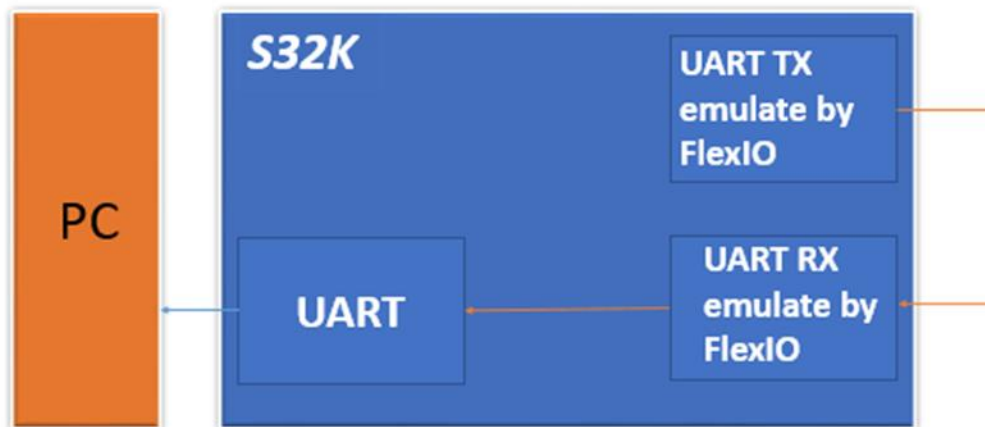 PC
S32K
UART TX
emulate by
FlexIO
UART
UART RX
emulate by
FlexIO